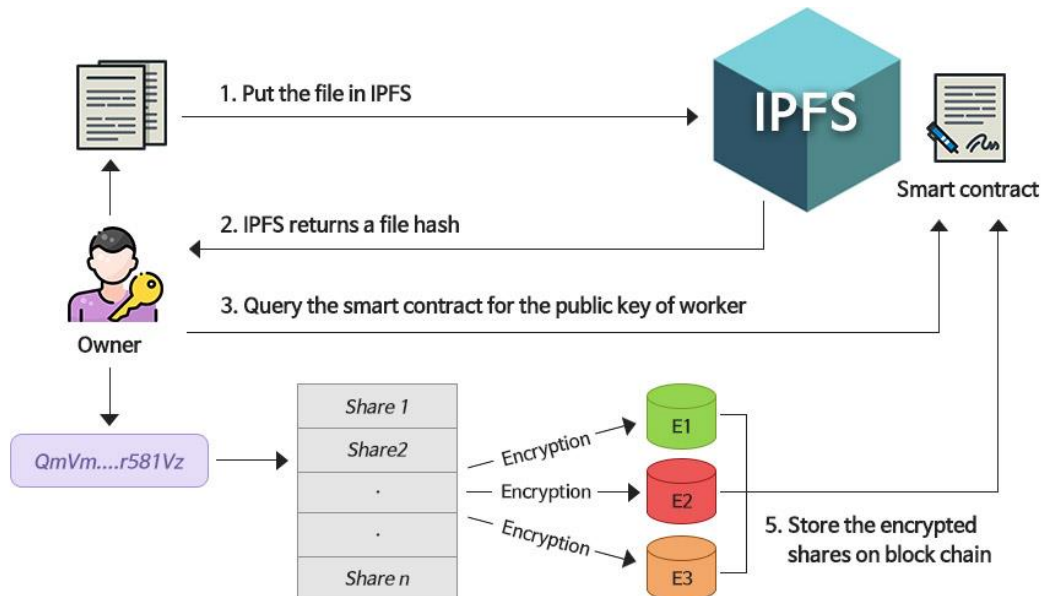 1. Put the file in IPFS
IPFS
Smart contract
2. IPFS returns a file hash
3. Query the smart contract for the public key of worker
Owner
QmVm....r581Vz
Share 1
Share2
.
.
Share n
Encryption
Encryption
Encryption
E1
E2
E3
5. Store the encrypted
shares on block chain